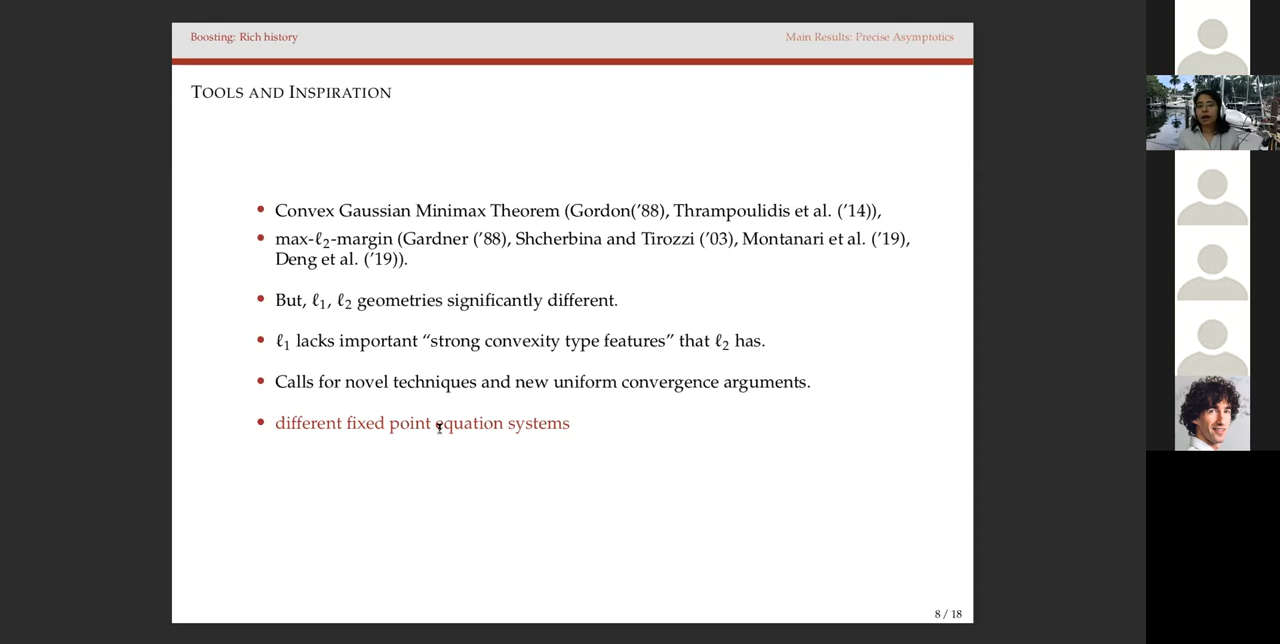 Boosting: Rich history
Main Results: Precise Asymptotics
TOOLS AND INSPIRATION
• Convex Gaussian Minimax Theorem (Gordon('88), Thrampoulidis et al. ('14)),
• max-ℓ₂-margin (Gardner ('88), Shcherbina and Tirozzi ('03), Montanari et al. ('19),
Deng et al. ('19)).
• But, ℓ₁, ℓ₂ geometries significantly different.
• ℓ₁ lacks important “strong convexity type features” that ℓ₂ has.
• Calls for novel techniques and new uniform convergence arguments.
• different fixed point equation systems
8 / 18